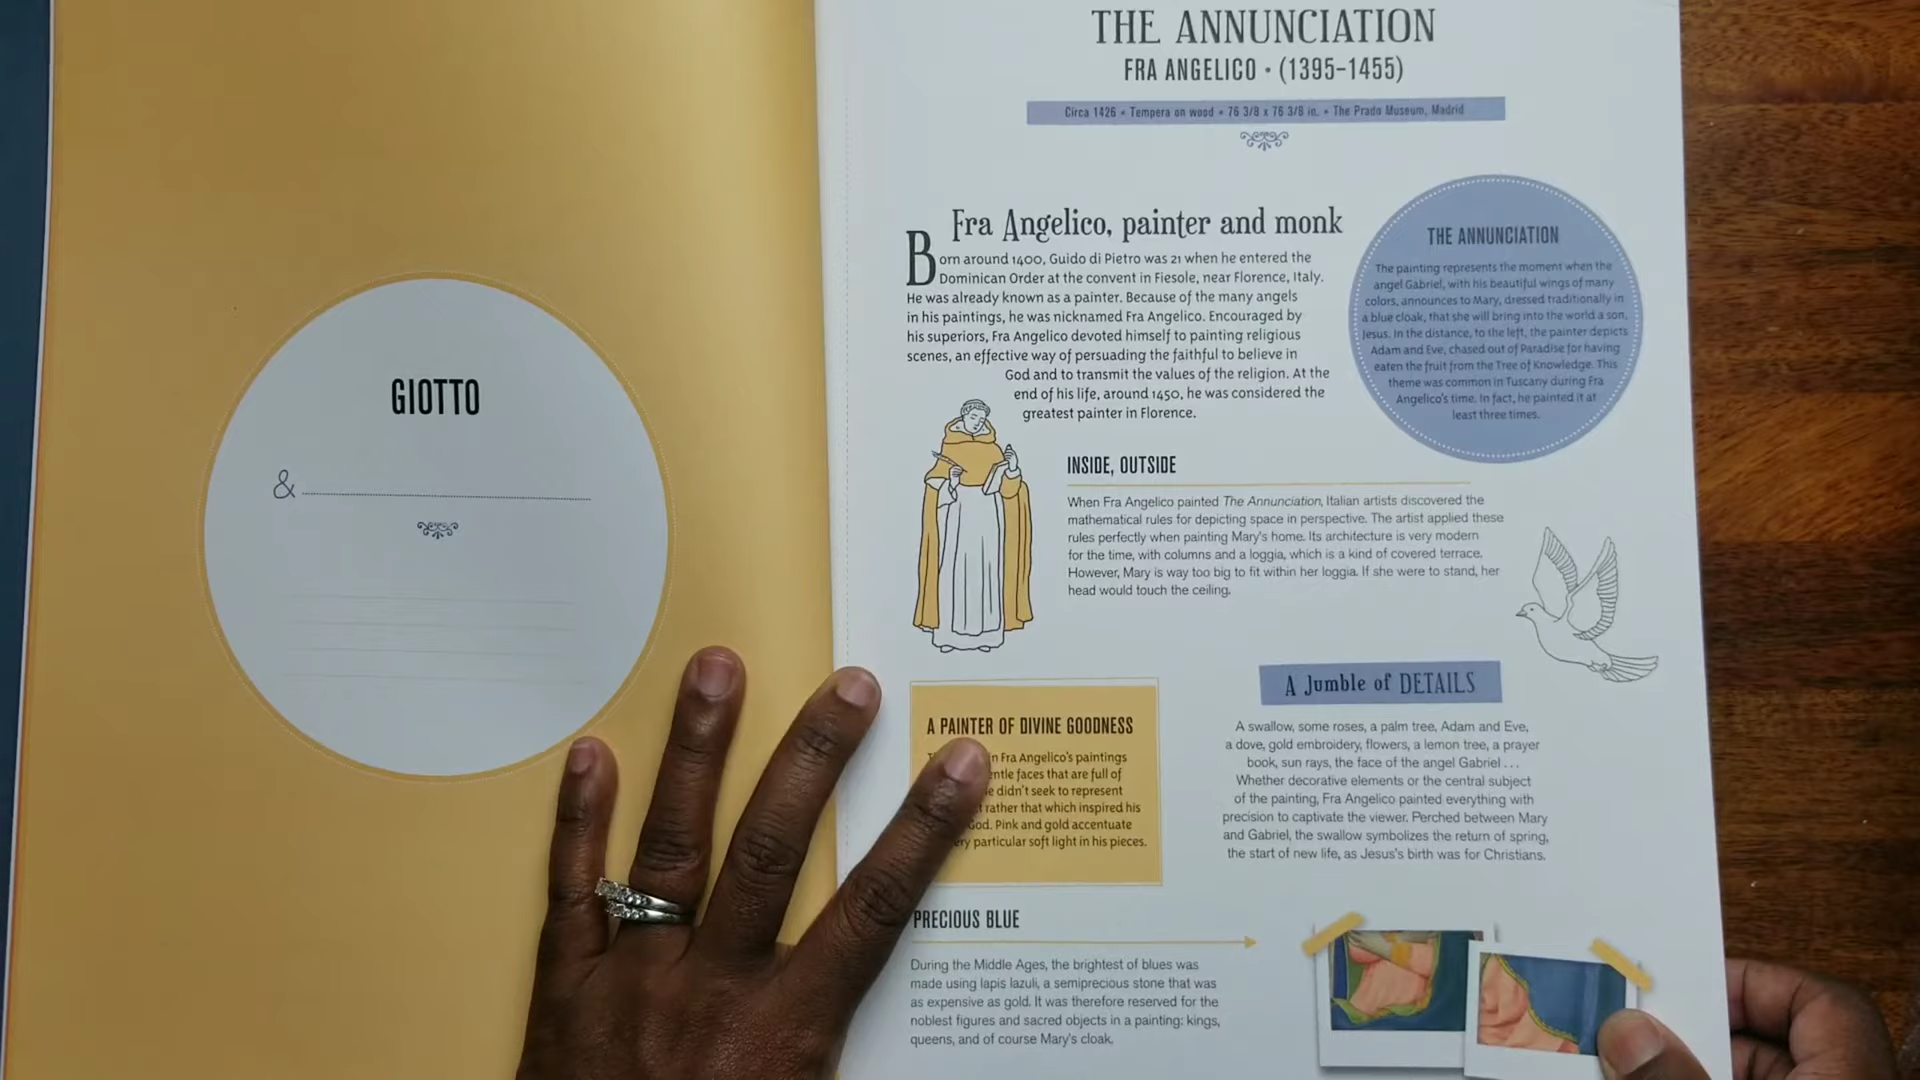 GIOTTO
&
THE ANNUNCIATION
FRA ANGELICO • (1395–1455)
Circa 1426 • Tempera on wood • 76 3/8 x 76 3/8 in. • The Prado Museum, Madrid
Fra Angelico, painter and monk
Born around 1400, Guido di Pietro was 21 when he entered the
Dominican Order at the convent in Fiesole, near Florence, Italy.
He was already known as a painter. Because of the many angels
in his paintings, he was nicknamed Fra Angelico. Encouraged by
his superiors, Fra Angelico devoted himself to painting religious
scenes, an effective way of persuading the faithful to believe in
God and to transmit the values of the religion. At the
end of his life, around 1450, he was considered the
greatest painter in Florence.
THE ANNUNCIATION
The painting represents the moment when the
angel Gabriel, with his beautiful wings of many
colors, announces to Mary, dressed traditionally in
a blue cloak, that she will bring into the world a son,
Jesus. In the distance, to the left, the painter depicts
Adam and Eve, chased out of Paradise for having
eaten the fruit from the Tree of Knowledge. This
theme was common in Tuscany during Fra
Angelico's time. In fact, he painted it at
least three times.
INSIDE, OUTSIDE
When Fra Angelico painted The Annunciation, Italian artists discovered the
mathematical rules for depicting space in perspective. The artist applied these
rules perfectly when painting Mary's home. Its architecture is very modern
for the time, with columns and a loggia, which is a kind of covered terrace.
However, Mary is way too big to fit within her loggia. If she were to stand, her
head would touch the ceiling.
A PAINTER OF DIVINE GOODNESS
in Fra Angelico's paintings
faces that are full of
didn't seek to represent
rather that which inspired his
God. Pink and gold accentuate
particular soft light in his pieces.
A Jumble of DETAILS
A swallow, some roses, a palm tree, Adam and Eve,
a dove, gold embroidery, flowers, a lemon tree, a prayer
book, sun rays, the face of the angel Gabriel . . .
Whether decorative elements or the central subject
of the painting, Fra Angelico painted everything with
precision to captivate the viewer. Perched between Mary
and Gabriel, the swallow symbolizes the return of spring,
the start of new life, as Jesus's birth was for Christians.
PRECIOUS BLUE
During the Middle Ages, the brightest of blues was
made using lapis lazuli, a semiprecious stone that was
as expensive as gold. It was therefore reserved for the
noblest figures and sacred objects in a painting: kings,
queens, and of course Mary's cloak.